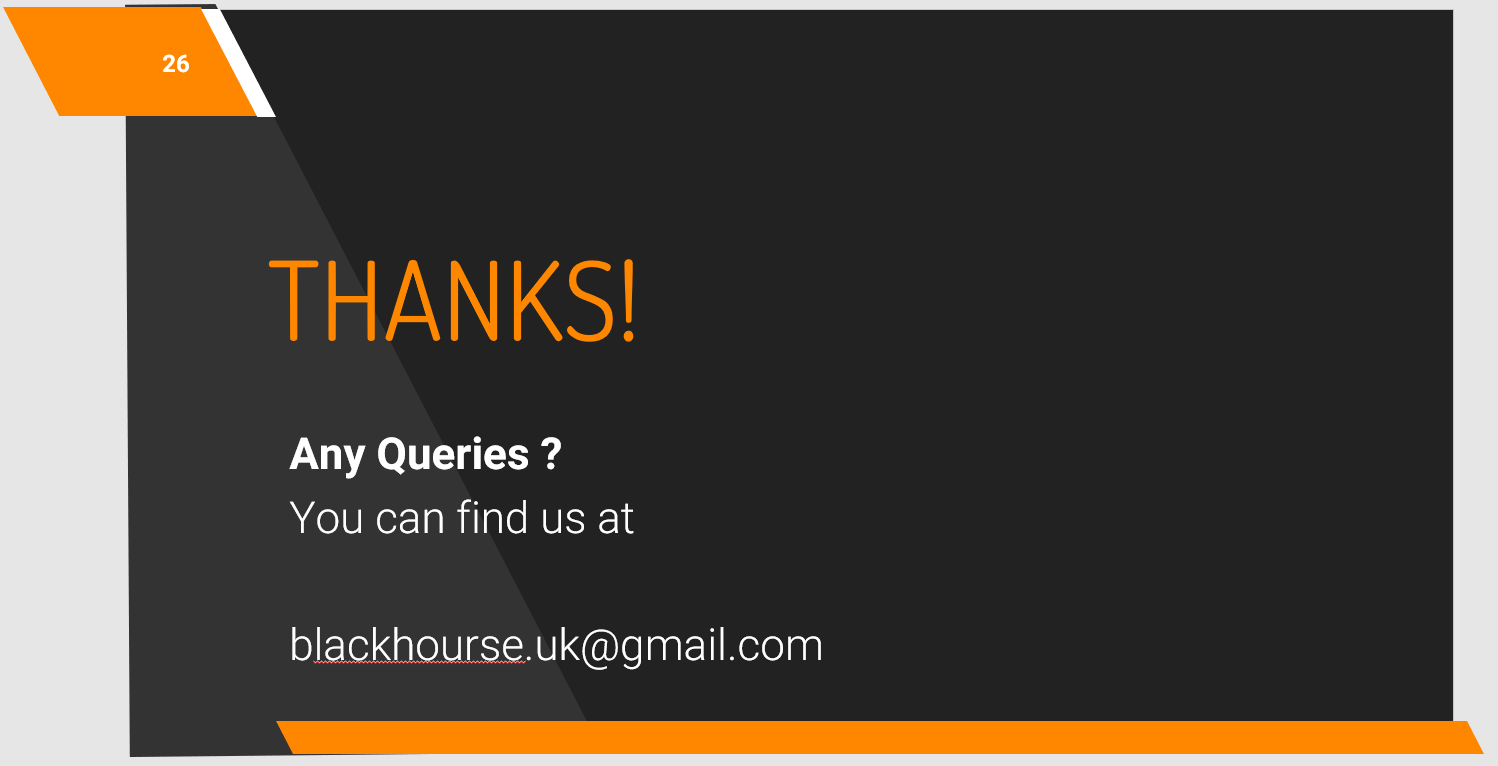 26
THANKS!
Any Queries ?
You can find us at
blackhourse.uk@gmail.com